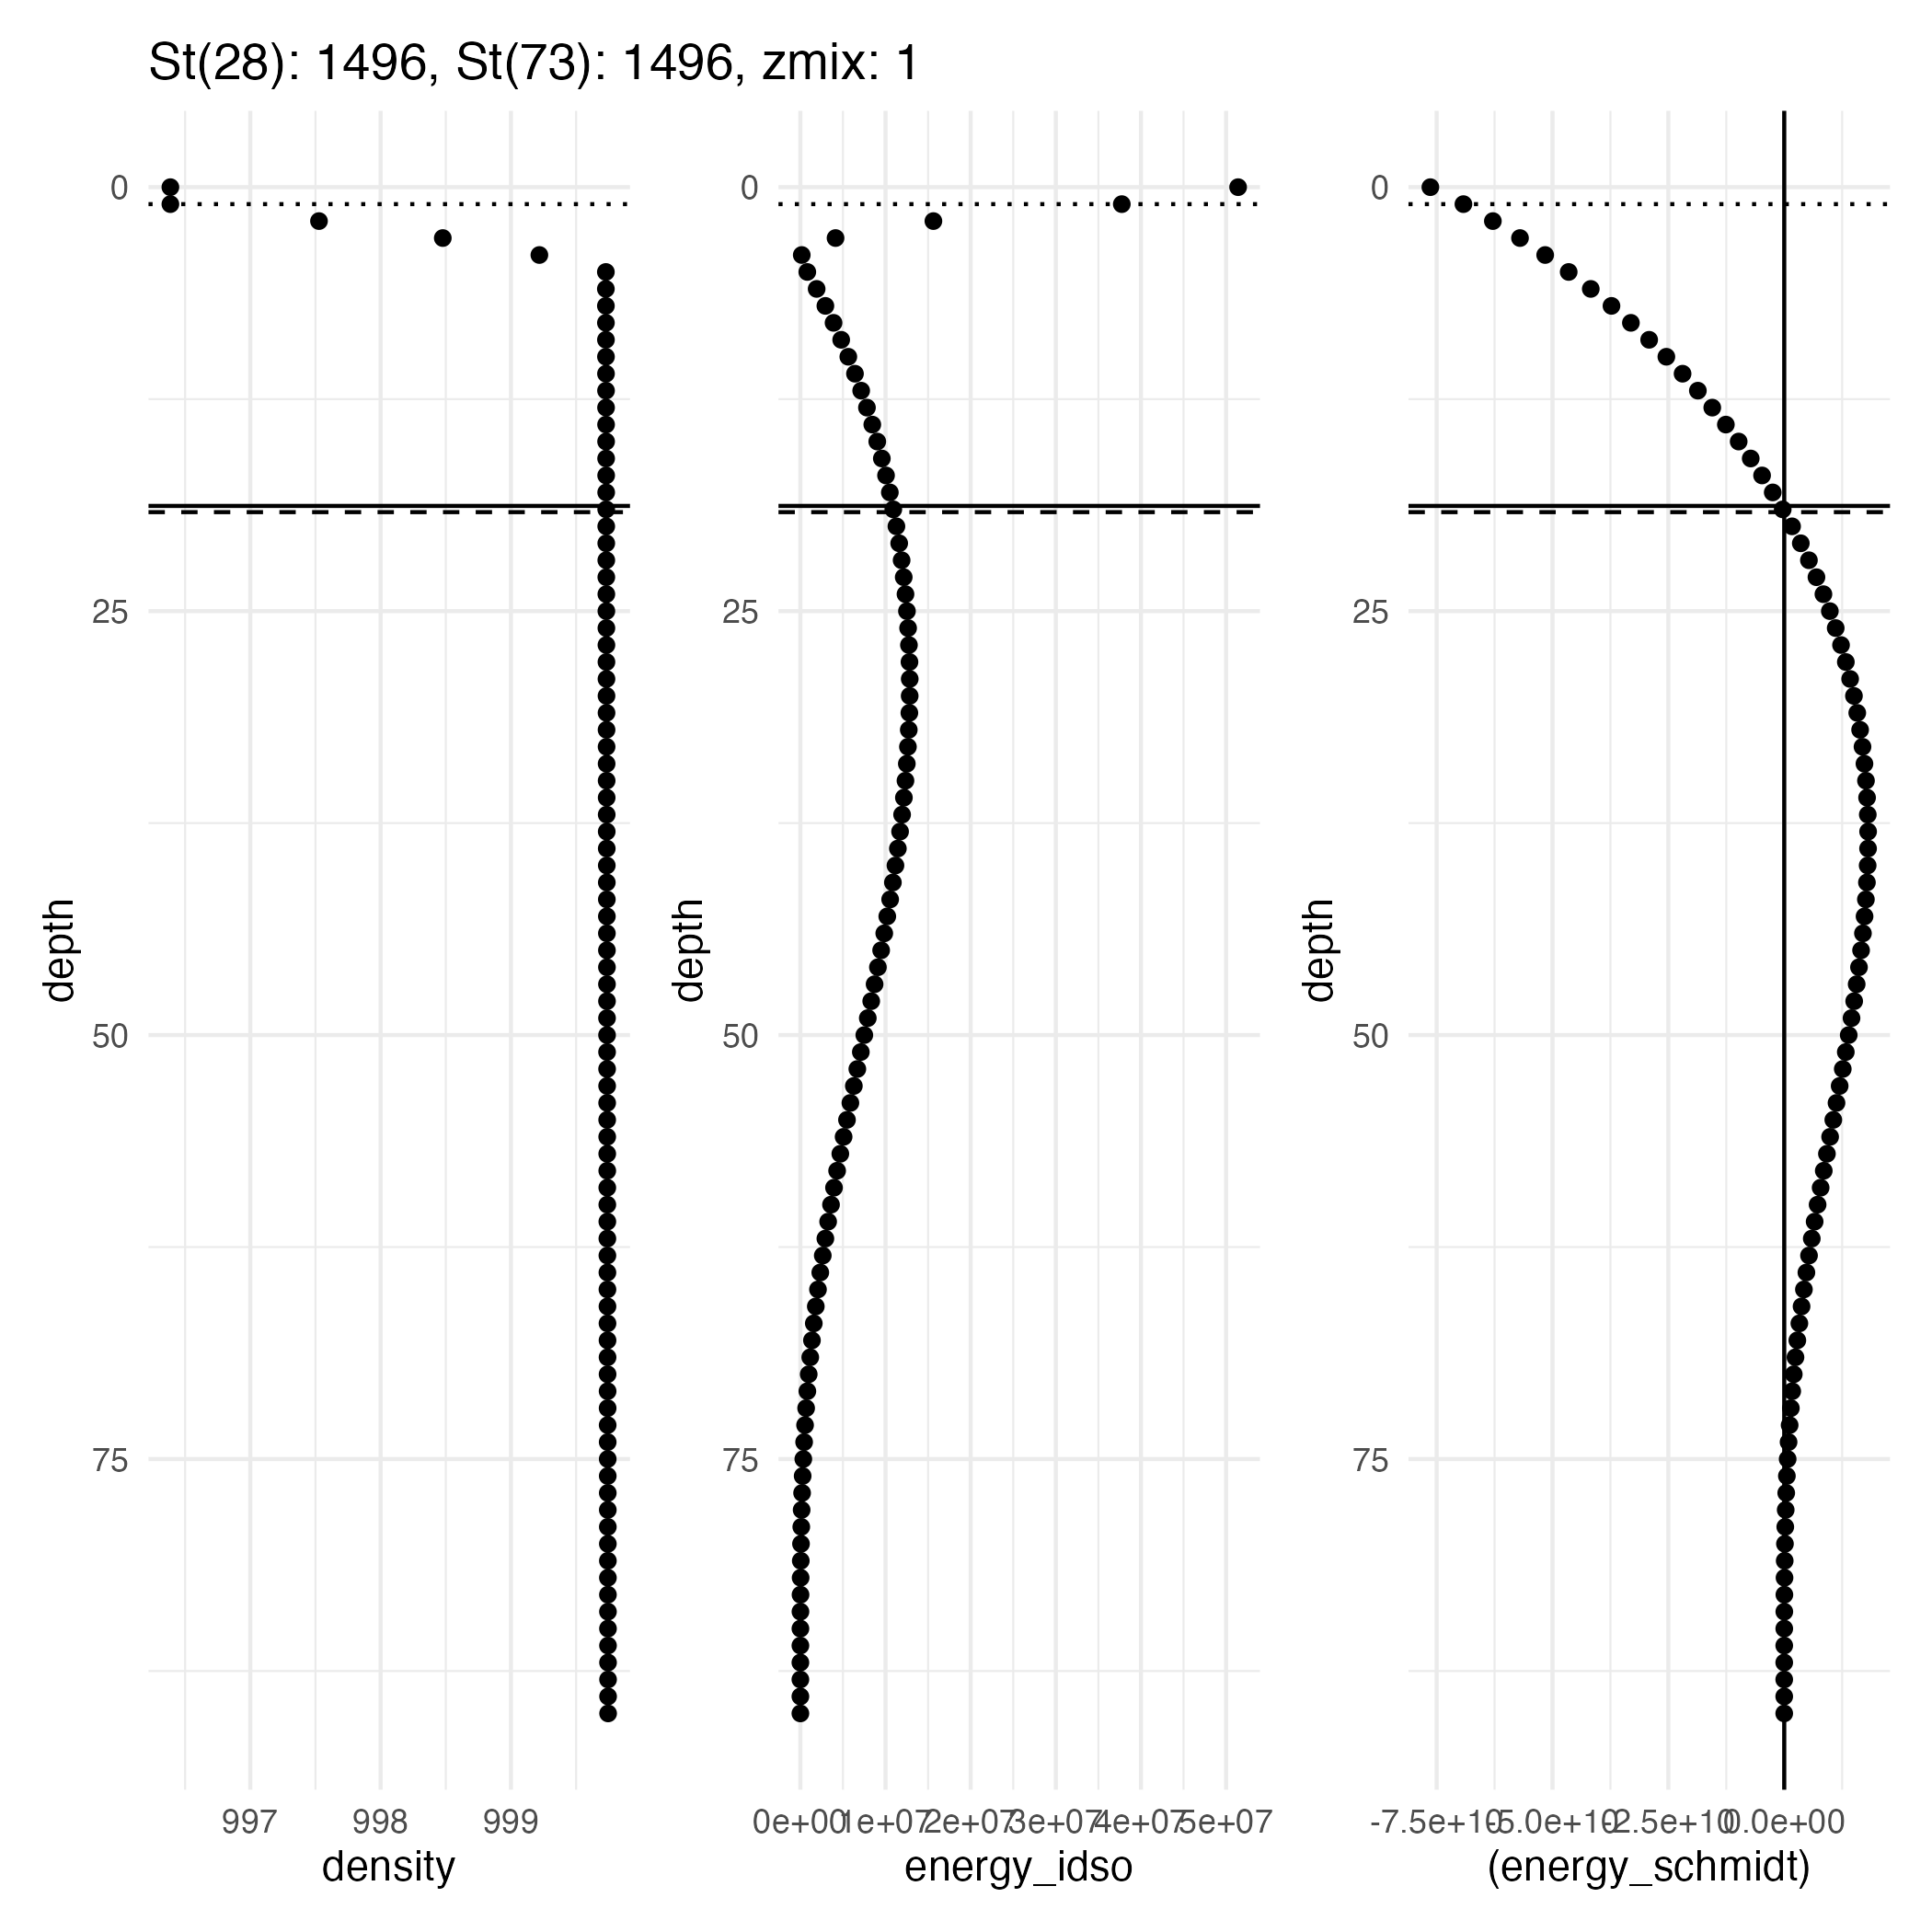 St(28): 1496, St(73): 1496, zmix: 1
0
25
50
75
depth
997 998 999
density
0
25
50
75
depth
0e+00 1e+07 2e+07 3e+07 4e+07 5e+07
energy_idso
0
25
50
75
depth
-7.5e+10 -5.0e+10 -2.5e+10 0.0e+00
(energy_schmidt)